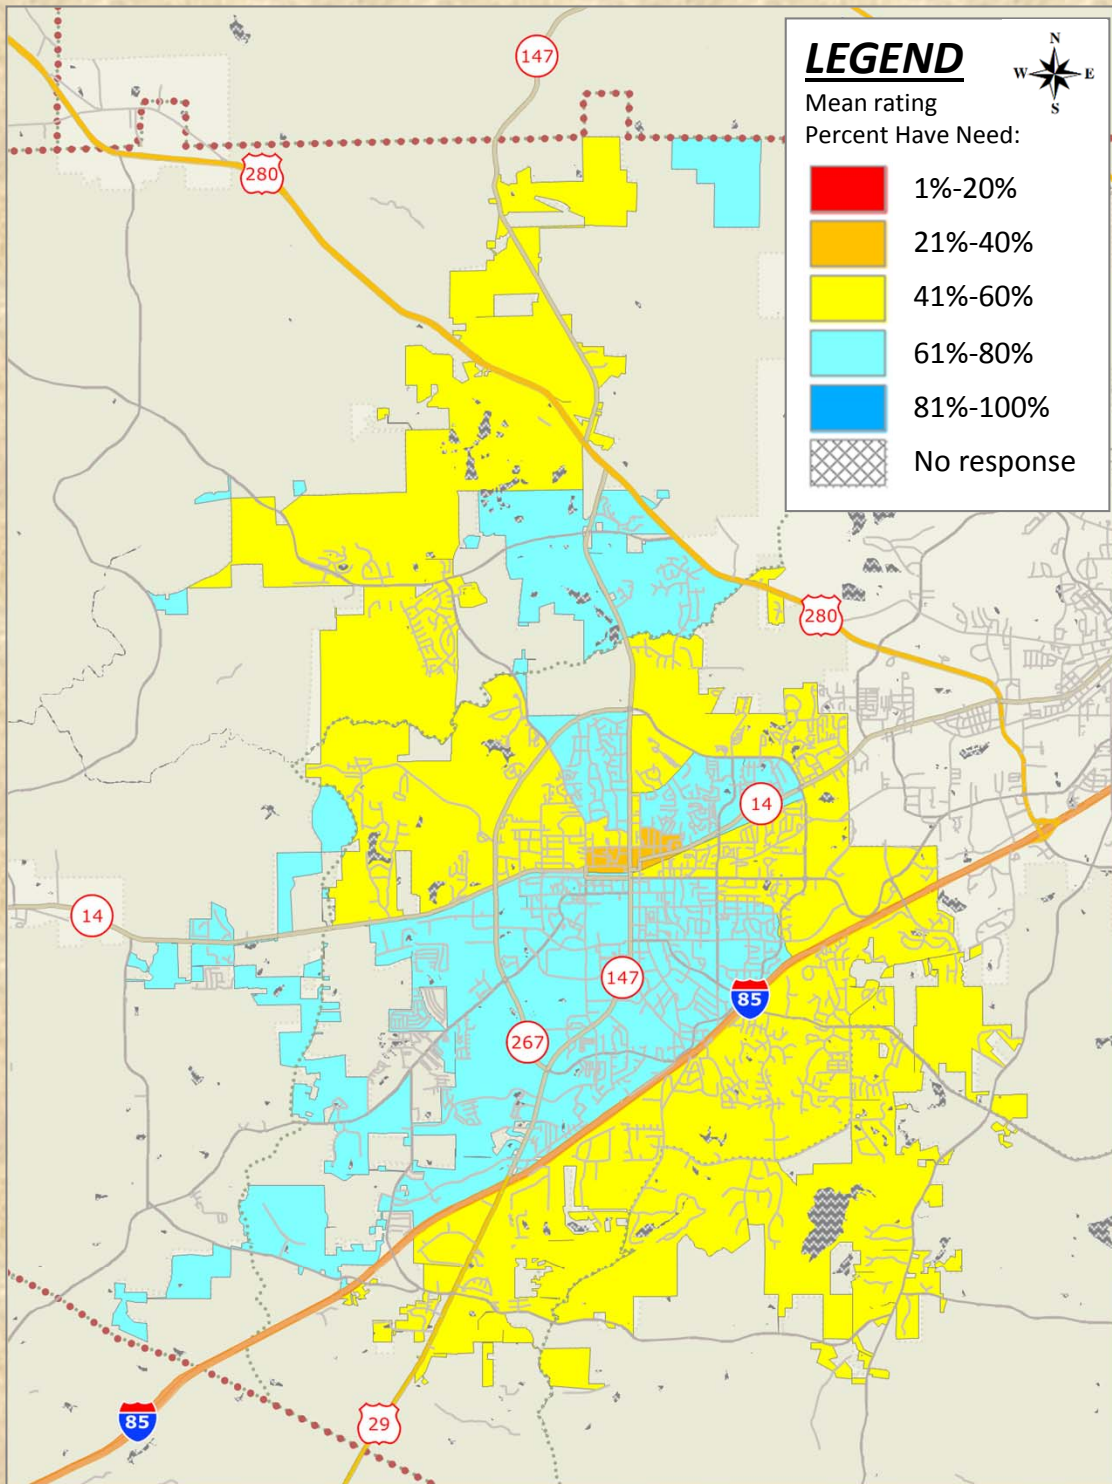 147
LEGEND
N
W E
S
Mean rating
Percent Have Need:
280
1%-20%
21%-40%
41%-60%
61%-80%
81%-100%
No response
280
14
14
147
85
267
85
29